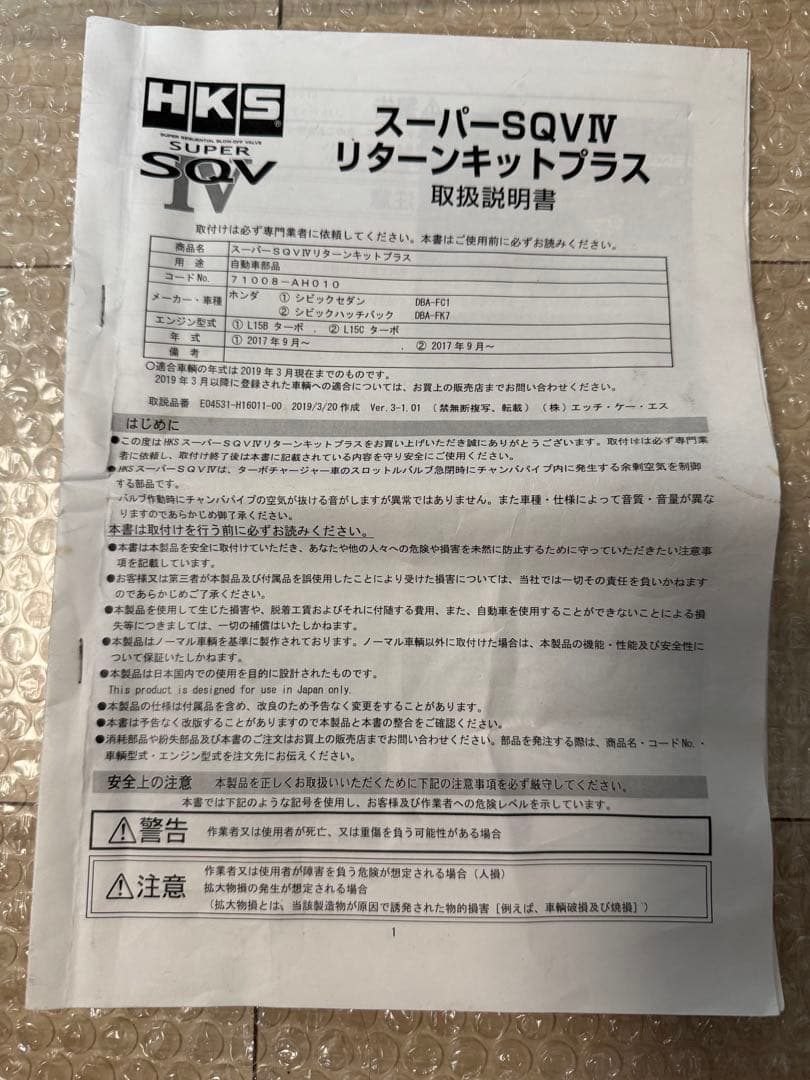 HKS
SUPER SEQUENTIAL BLOW-OFF VALVE
SUPER
SQV
IV
スーパーSQVⅣ
リターンキットプラス
取扱説明書
取付けは必ず専門業者に依頼してください。本書はご使用前に必ずお読みください。
商品名 スーパーSQVⅣリターンキットプラス
用 途 自動車部品
コードNo. 71008-AH010
メーカー・車種 ホンダ ① シビックセダン DBA-FC1
② シビックハッチバック DBA-FK7
エンジン型式 ① L15B ターボ , ② L15C ターボ
年 式 ① 2017年9月~ , ② 2017年9月~
備 考
○適合車輌の年式は2019年3月現在までのものです。
2019年3月以降に登録された車輌への適合については、お買上の販売店までお問い合わせください。
取説品番 E04531-H16011-00 2019/3/20作成 Ver.3-1.01 (禁無断複写、転載) (株)エッチ・ケー・エス
はじめに
●この度はHKSスーパーSQVⅣリターンキットプラスをお買い上げいただき誠にありがとうございます。取付けは必ず専門業
者に依頼し、取付け終了後は本書に記載されている内容を守り安全にご使用ください。
●HKSスーパーSQVⅣは、ターボチャージャー車のスロットルバルブ急閉時にチャンバパイプ内に発生する余剰空気を制御
する部品です。
バルブ作動時にチャンバパイプの空気が抜ける音がしますが異常ではありません。また車種・仕様によって音質・音量が異な
りますのであらかじめ御了承ください。
本書は取付けを行う前に必ずお読みください。
●本書は本製品を安全に取付けていただき、あなたや他の人々への危険や損害を未然に防止するために守っていただきたい注意事
項を記載しています。
●お客様又は第三者が本製品及び付属品を誤使用したことにより受けた損害については、当社では一切その責任を負いかねます
のであらかじめご了承ください。
●本製品を使用して生じた損害や、脱着工賃およびそれに付随する費用、また、自動車を使用することができないことによる損
失等につきましては、一切の補償はいたしかねます。
●本製品はノーマル車輌を基準に製作されております。ノーマル車輌以外に取付けた場合は、本製品の機能・性能及び安全性に
ついて保証いたしかねます。
●本製品は日本国内での使用を目的に設計されたものです。
This product is designed for use in Japan only.
●本製品の仕様は付属品を含め、改良のため予告なく変更をすることがあります。
●本書は予告なく改版することがありますので本製品と本書の整合をご確認ください。
●消耗部品や紛失部品及び本書のご注文はお買上の販売店までお問い合わせください。部品を発注する際は、商品名・コードNo.・
車輌型式・エンジン型式を注文先にお伝えください。
安全上の注意 本製品を正しくお取扱いいただくために下記の注意事項を必ず厳守してください。
本書では下記のような記号を使用し、お客様及び作業者への危険レベルを示しています。
⚠警告 作業者又は使用者が死亡、又は重傷を負う可能性がある場合
⚠注意 作業者又は使用者が障害を負う危険が想定される場合(人損)
拡大物損の発生が想定される場合
(拡大物損とは、当該製造物が原因で誘発された物的損害[例えば、車輌破損及び焼損])
1